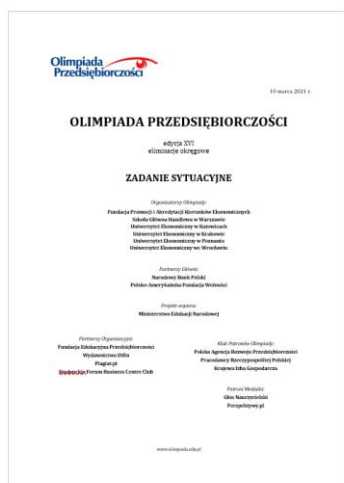 Olimpiada
Przedsiębiorczości
10 marca 2021 r.
OLIMPIADA PRZEDSIĘBIORCZOŚCI
edycja XVI
eliminacje okręgowe
ZADANIE SYTUACYJNE
Organizatorzy Olimpiady:
Fundacja Promocji i Akredytacji Kierunków Ekonomicznych
Szkoła Główna Handlowa w Warszawie
Uniwersytet Ekonomiczny w Katowicach
Uniwersytet Ekonomiczny w Krakowie
Uniwersytet Ekonomiczny w Poznaniu
Uniwersytet Ekonomiczny we Wrocławiu
Partnerzy Główni:
Narodowy Bank Polski
Polsko-Amerykańska Fundacja Wolności
Projekt wspiera:
Ministerstwo Edukacji Narodowej
Partnerzy Organizacyjni:
Fundacja Edukacyjna Przedsiębiorczości
Wydawnictwo Difin
Plagiat.pl
Studenckie Forum Business Centre Club
Klub Patronów Olimpiady:
Polska Agencja Rozwoju Przedsiębiorczości
Pracodawcy Rzeczypospolitej Polskiej
Krajowa Izba Gospodarcza
Patroni Medialni:
Głos Nauczycielski
Perspektywy.pl
www.olimpiada.edu.pl